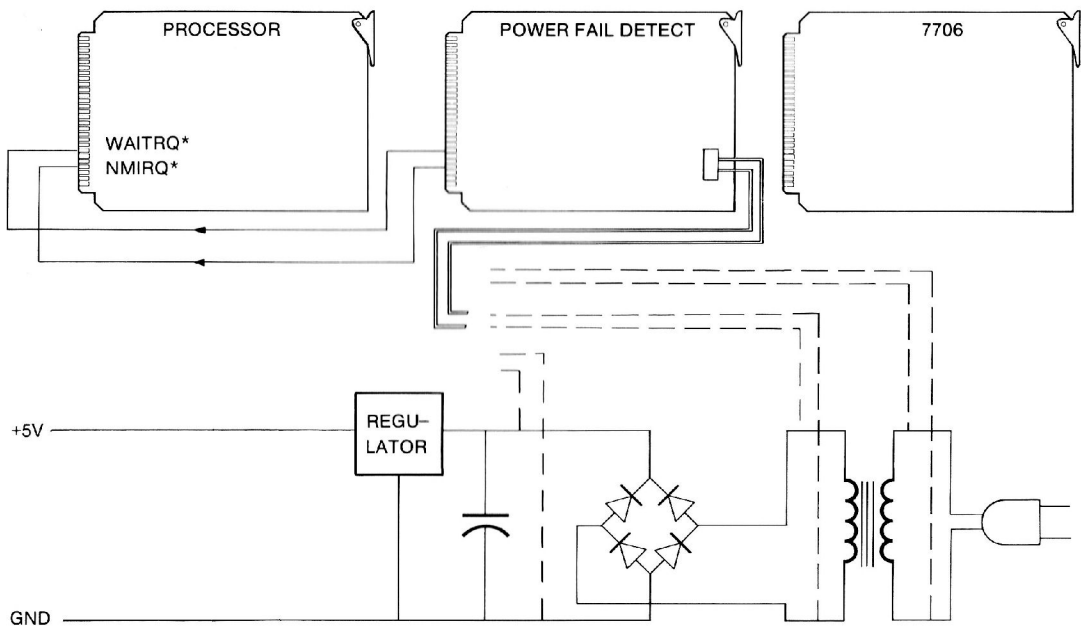 PROCESSOR
POWER FAIL DETECT
7706
WAITRQ*
NMIRQ*
+5V
REGU-
LATOR
GND